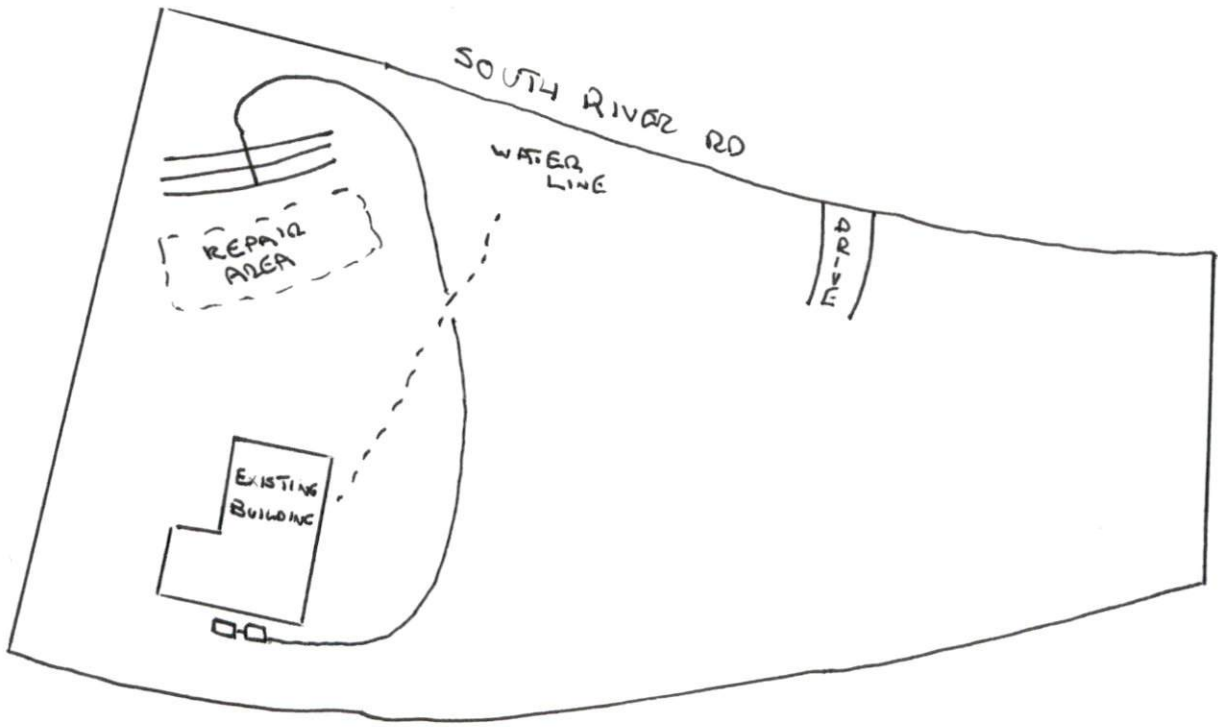 SOUTH RIVER RD
WATER
LINE
DRIVE
REPAIR
AREA
EXISTING
BUILDING